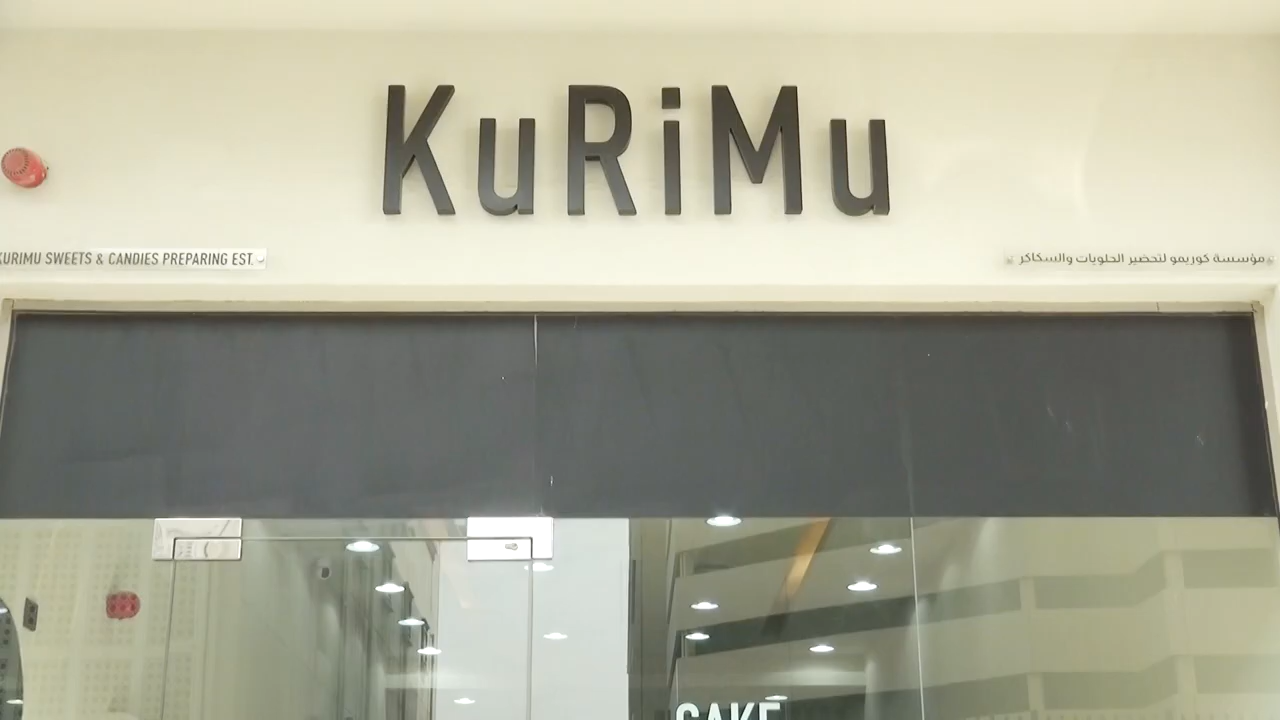 KuRiMu
KURIMU SWEETS & CANDIES PREPARING EST.
مؤسسة كوريمو لتحضير الحلويات والسكاكر
CAKE